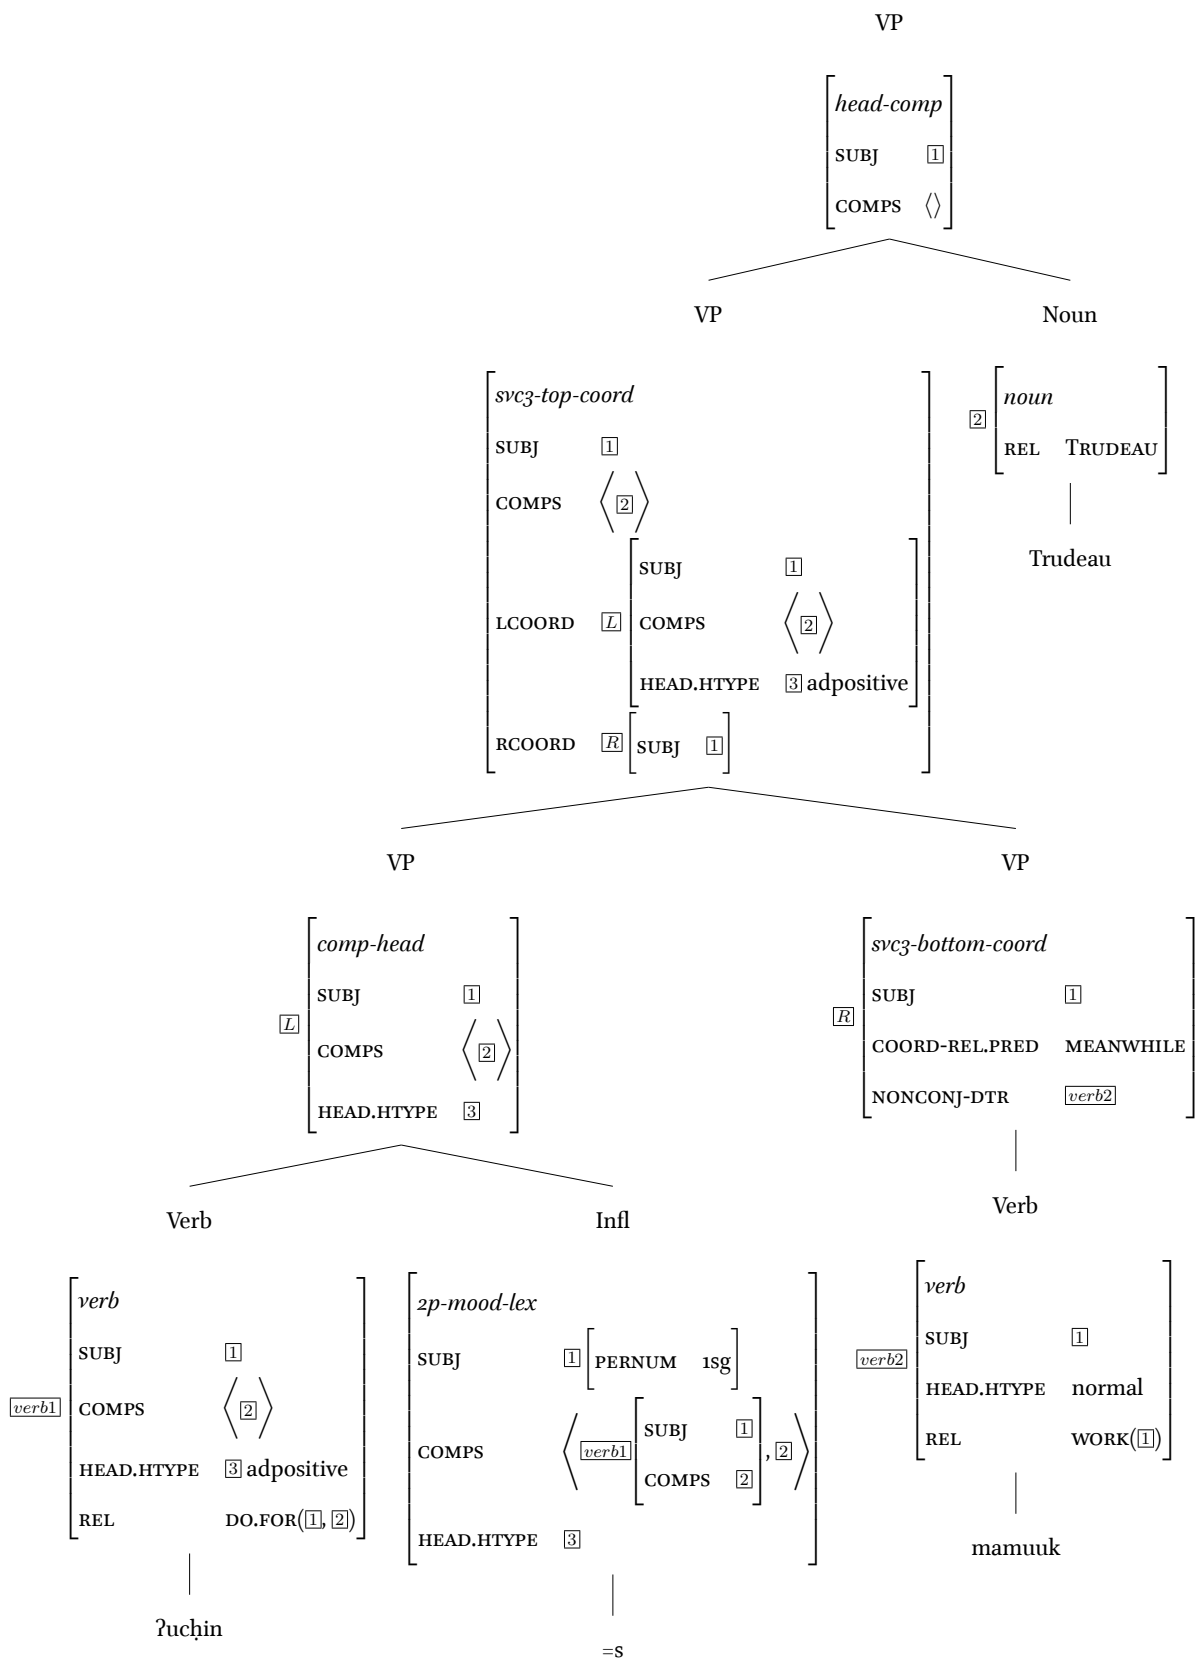 VP
head-comp
SUBJ 1
COMPS ⟨⟩
VP Noun
svc3-top-coord
SUBJ 1
COMPS ⟨2⟩
LCOORD L SUBJ 1
COMPS ⟨2⟩
HEAD.HTYPE 3 adpositive
RCOORD R SUBJ 1
2 noun
REL TRUDEAU
Trudeau
VP VP
L comp-head
SUBJ 1
COMPS ⟨2⟩
HEAD.HTYPE 3
R svc3-bottom-coord
SUBJ 1
COORD-REL.PRED MEANWHILE
NONCONJ-DTR verb2
Verb Infl Verb
verb1 verb
SUBJ 1
COMPS ⟨2⟩
HEAD.HTYPE 3 adpositive
REL DO.FOR(1, 2)
ʔuc̣ḥin
2p-mood-lex
SUBJ 1 PERNUM 1sg
COMPS ⟨verb1 SUBJ 1
COMPS 2 , 2⟩
HEAD.HTYPE 3
=s
verb2 verb
SUBJ 1
HEAD.HTYPE normal
REL WORK(1)
mamuuk